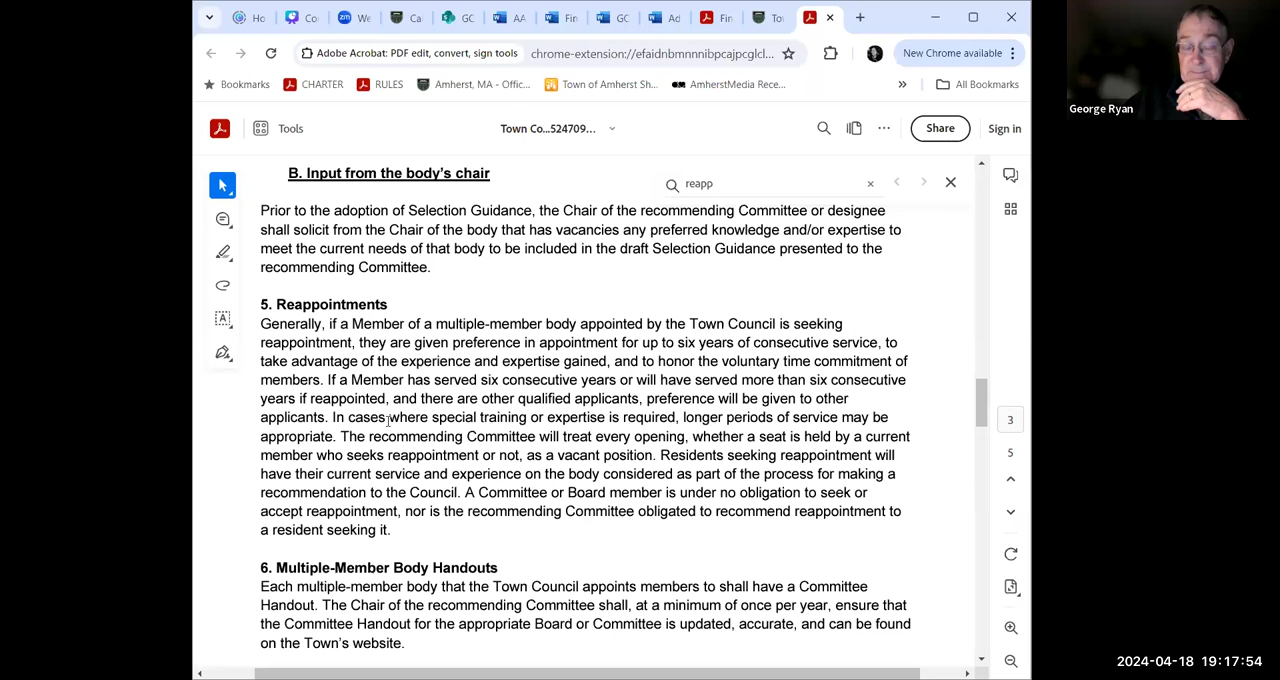 Ho
Co
We
Ca
GC
AA
Fin
GC
Ad
Fin
To
Adobe Acrobat: PDF edit, convert, sign tools
chrome-extension://efaidnbmnnnibpcajpcglcl...
New Chrome available
Bookmarks
CHARTER
RULES
Amherst, MA - Offic...
Town of Amherst Sh...
AmherstMedia Rece...
All Bookmarks
George Ryan
Tools
Town Co...524709...
Share
Sign in
B. Input from the body's chair
reapp
Prior to the adoption of Selection Guidance, the Chair of the recommending Committee or designee
shall solicit from the Chair of the body that has vacancies any preferred knowledge and/or expertise to
meet the current needs of that body to be included in the draft Selection Guidance presented to the
recommending Committee.
5. Reappointments
Generally, if a Member of a multiple-member body appointed by the Town Council is seeking
reappointment, they are given preference in appointment for up to six years of consecutive service, to
take advantage of the experience and expertise gained, and to honor the voluntary time commitment of
members. If a Member has served six consecutive years or will have served more than six consecutive
years if reappointed, and there are other qualified applicants, preference will be given to other
applicants. In cases where special training or expertise is required, longer periods of service may be
appropriate. The recommending Committee will treat every opening, whether a seat is held by a current
member who seeks reappointment or not, as a vacant position. Residents seeking reappointment will
have their current service and experience on the body considered as part of the process for making a
recommendation to the Council. A Committee or Board member is under no obligation to seek or
accept reappointment, nor is the recommending Committee obligated to recommend reappointment to
a resident seeking it.
6. Multiple-Member Body Handouts
Each multiple-member body that the Town Council appoints members to shall have a Committee
Handout. The Chair of the recommending Committee shall, at a minimum of once per year, ensure that
the Committee Handout for the appropriate Board or Committee is updated, accurate, and can be found
on the Town's website.
3
5
2024-04-18 19:17:54